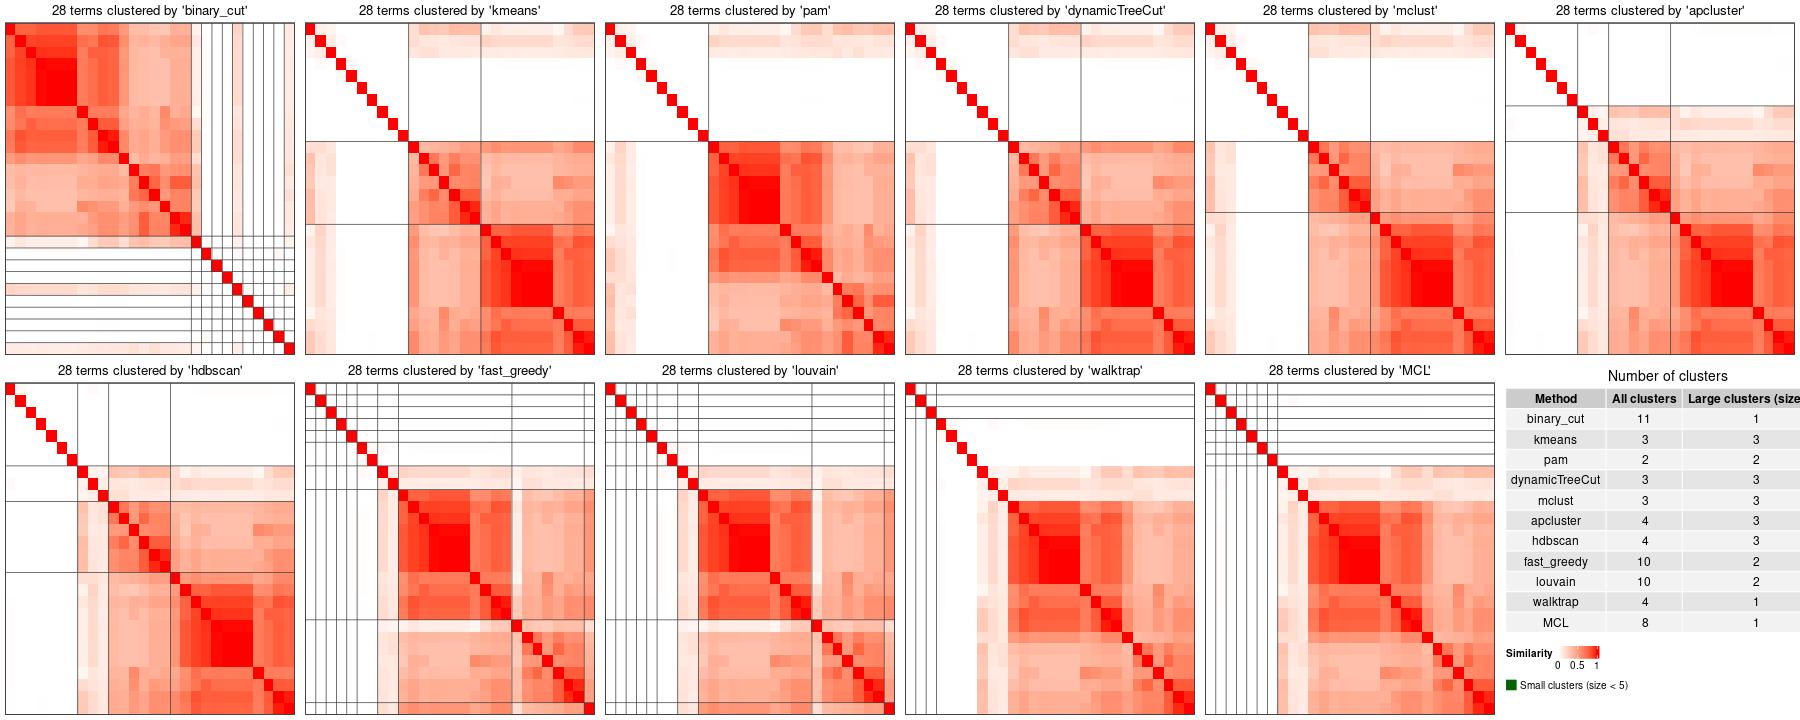 28 terms clustered by 'binary_cut'
28 terms clustered by 'kmeans'
28 terms clustered by 'pam'
28 terms clustered by 'dynamicTreeCut'
28 terms clustered by 'mclust'
28 terms clustered by 'apcluster'
28 terms clustered by 'hdbscan'
28 terms clustered by 'fast_greedy'
28 terms clustered by 'louvain'
28 terms clustered by 'walktrap'
28 terms clustered by 'MCL'
Number of clusters
Method All clusters Large clusters (size
binary_cut 11 1
kmeans 3 3
pam 2 2
dynamicTreeCut 3 3
mclust 3 3
apcluster 4 3
hdbscan 4 3
fast_greedy 10 2
louvain 10 2
walktrap 4 1
MCL 8 1
Similarity
0 0.5 1
Small clusters (size < 5)